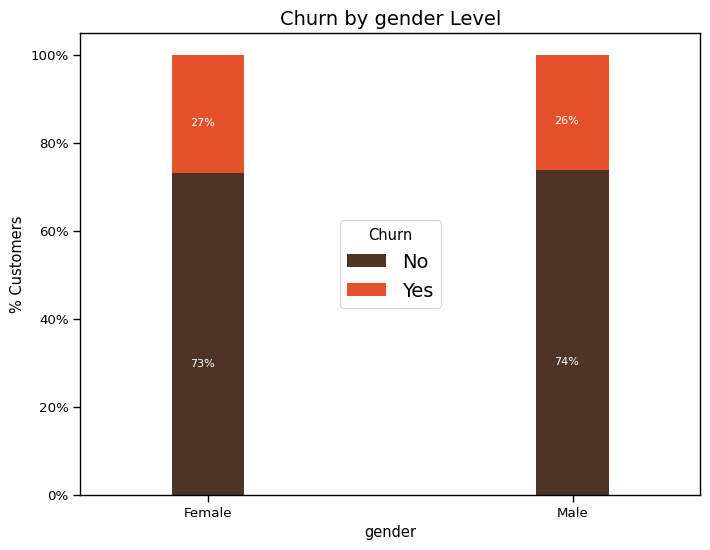 Churn by gender Level
% Customers
100%
80%
60%
40%
20%
0%
27%
26%
73%
74%
Churn
No
Yes
Female
Male
gender